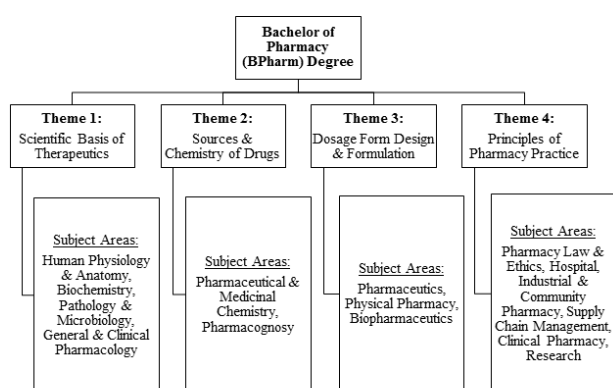 Bachelor of
Pharmacy
(BPharm) Degree
Theme 1:
Scientific Basis of
Therapeutics
Theme 2:
Sources &
Chemistry of Drugs
Theme 3:
Dosage Form Design
& Formulation
Theme 4:
Principles of
Pharmacy Practice
Subject Areas:
Human Physiology
& Anatomy,
Biochemistry,
Pathology &
Microbiology,
General & Clinical
Pharmacology
Subject Areas:
Pharmaceutical &
Medicinal
Chemistry,
Pharmacognosy
Subject Areas:
Pharmaceutics,
Physical Pharmacy,
Biopharmaceutics
Subject Areas:
Pharmacy Law &
Ethics, Hospital,
Industrial &
Community
Pharmacy, Supply
Chain Management,
Clinical Pharmacy,
Research